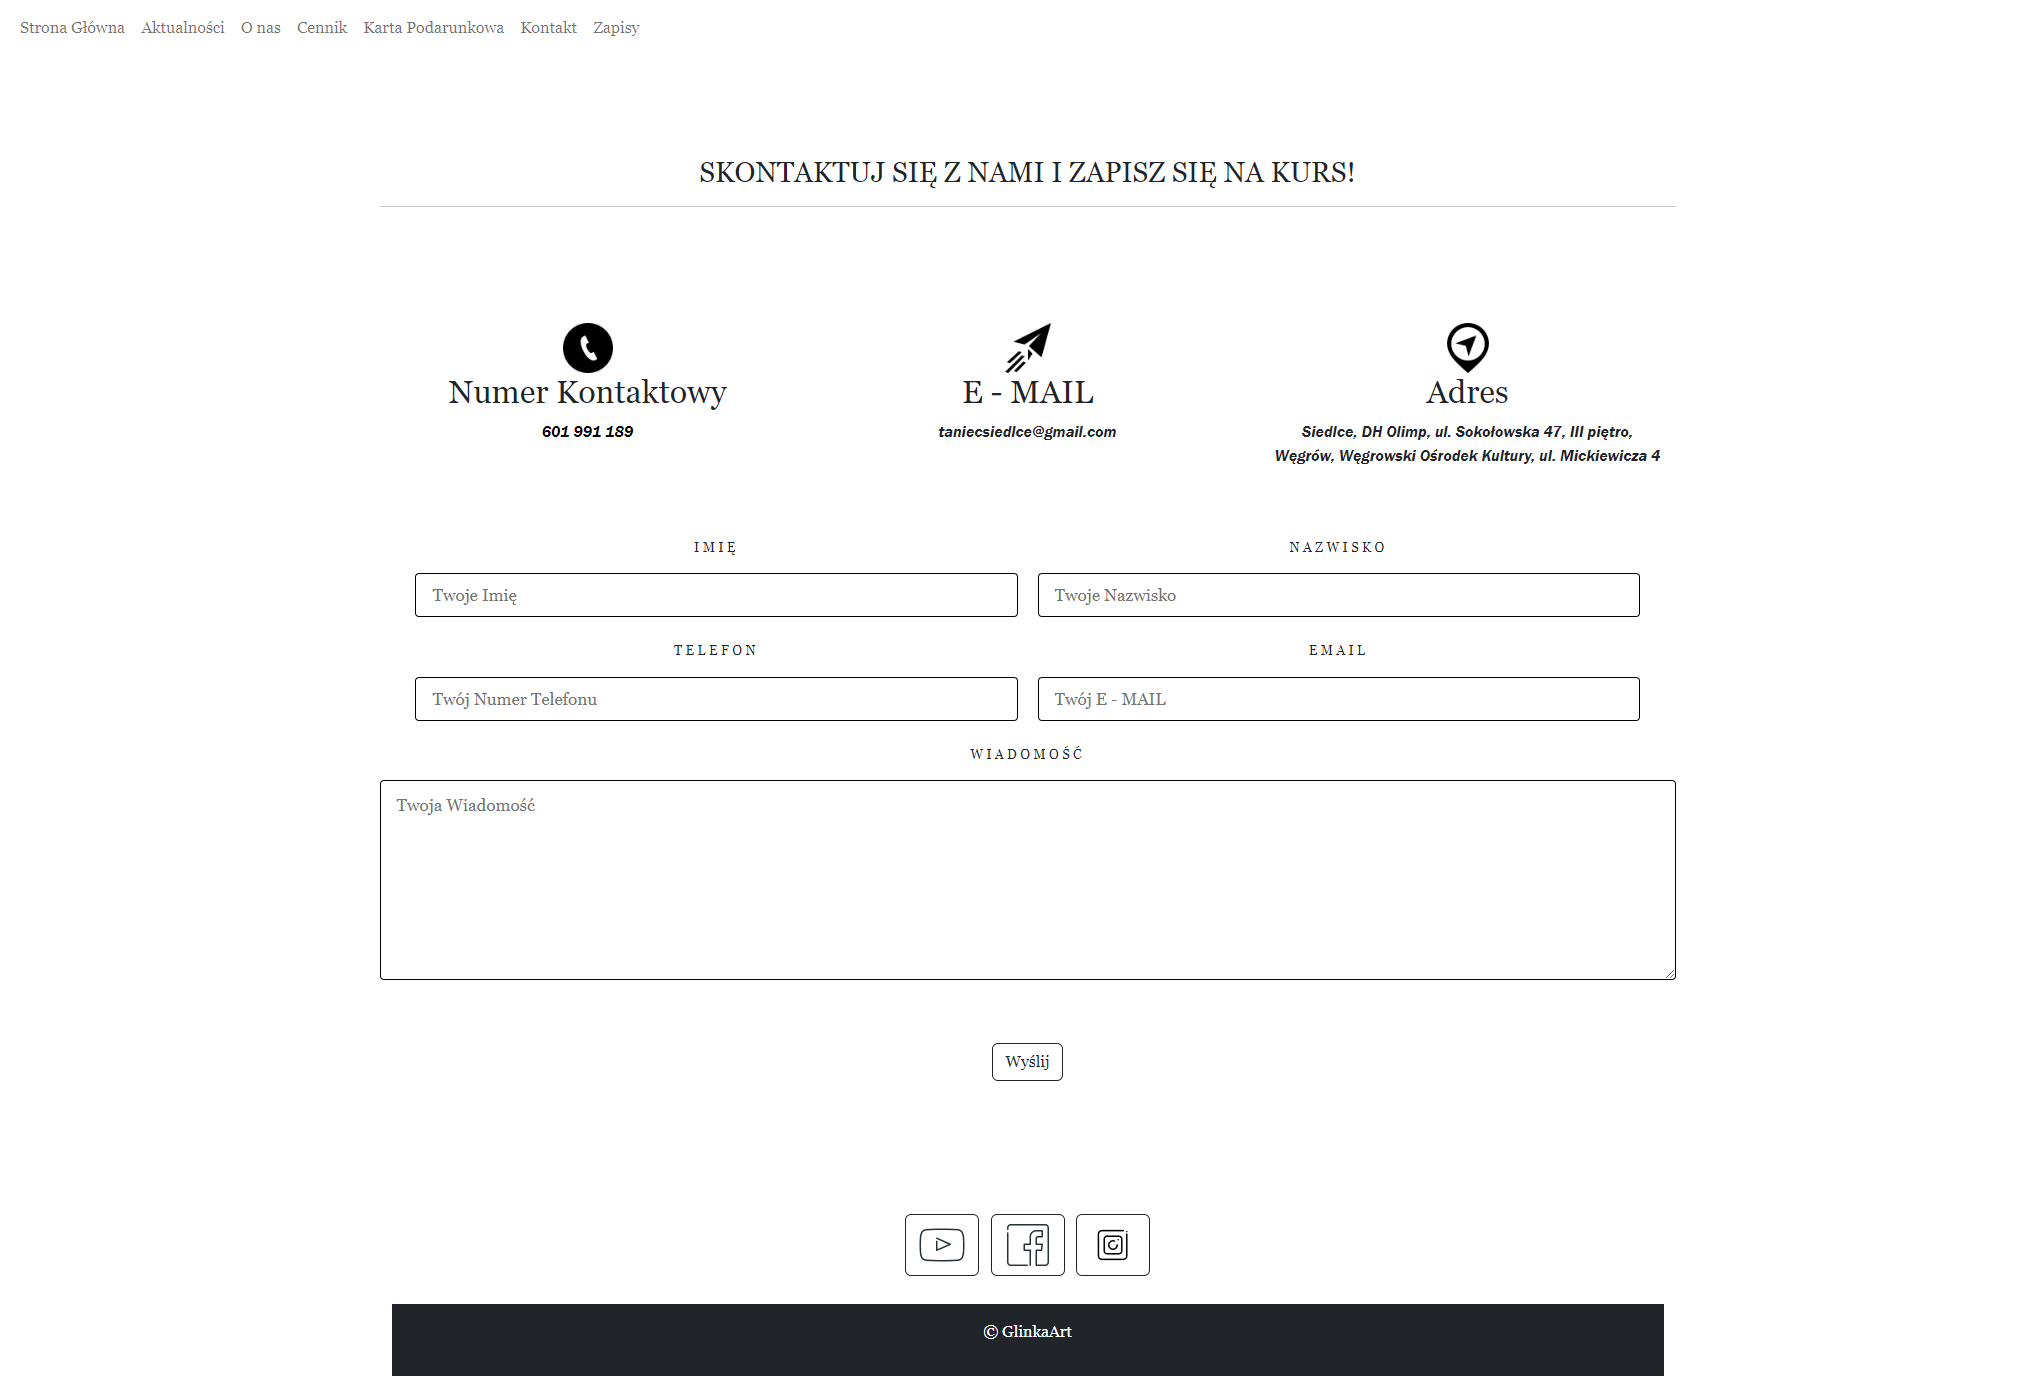 Strona Główna Aktualności O nas Cennik Karta Podarunkowa Kontakt Zapisy
SKONTAKTUJ SIĘ Z NAMI I ZAPISZ SIĘ NA KURS!
Numer Kontaktowy
601 991 189
E - MAIL
taniecsiedlce@gmail.com
Adres
Siedlce, DH Olimp, ul. Sokołowska 47, III piętro,
Węgrów, Węgrowski Ośrodek Kultury, ul. Mickiewicza 4
IMIĘ
Twoje Imię
NAZWISKO
Twoje Nazwisko
TELEFON
Twój Numer Telefonu
EMAIL
Twój E - MAIL
WIADOMOŚĆ
Twoja Wiadomość
Wyślij
© GlinkaArt